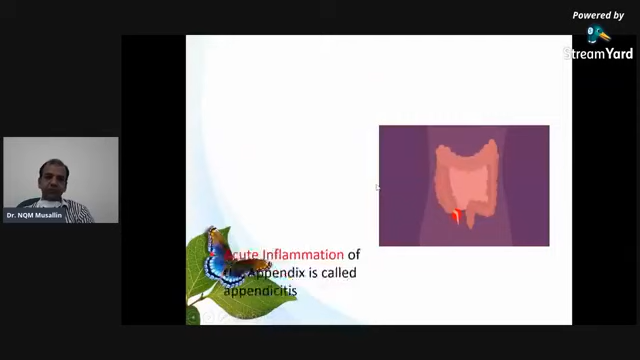 Powered by
StreamYard
Dr. NQM Musallin
Acute Inflammation of
the Appendix is called
appendicitis